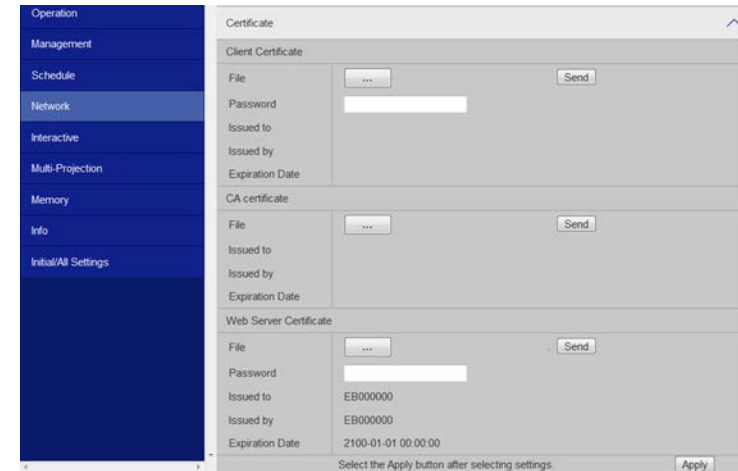 Operation
Management
Schedule
Network
Interactive
Multi-Projection
Memory
Info
Initial/All Settings
Certificate
Client Certificate
File ... Send
Password
Issued to
Issued by
Expiration Date
CA certificate
File ... Send
Issued to
Issued by
Expiration Date
Web Server Certificate
File ... Send
Password
Issued to EB000000
Issued by EB000000
Expiration Date 2100-01-01 00:00:00
Select the Apply button after selecting settings. Apply